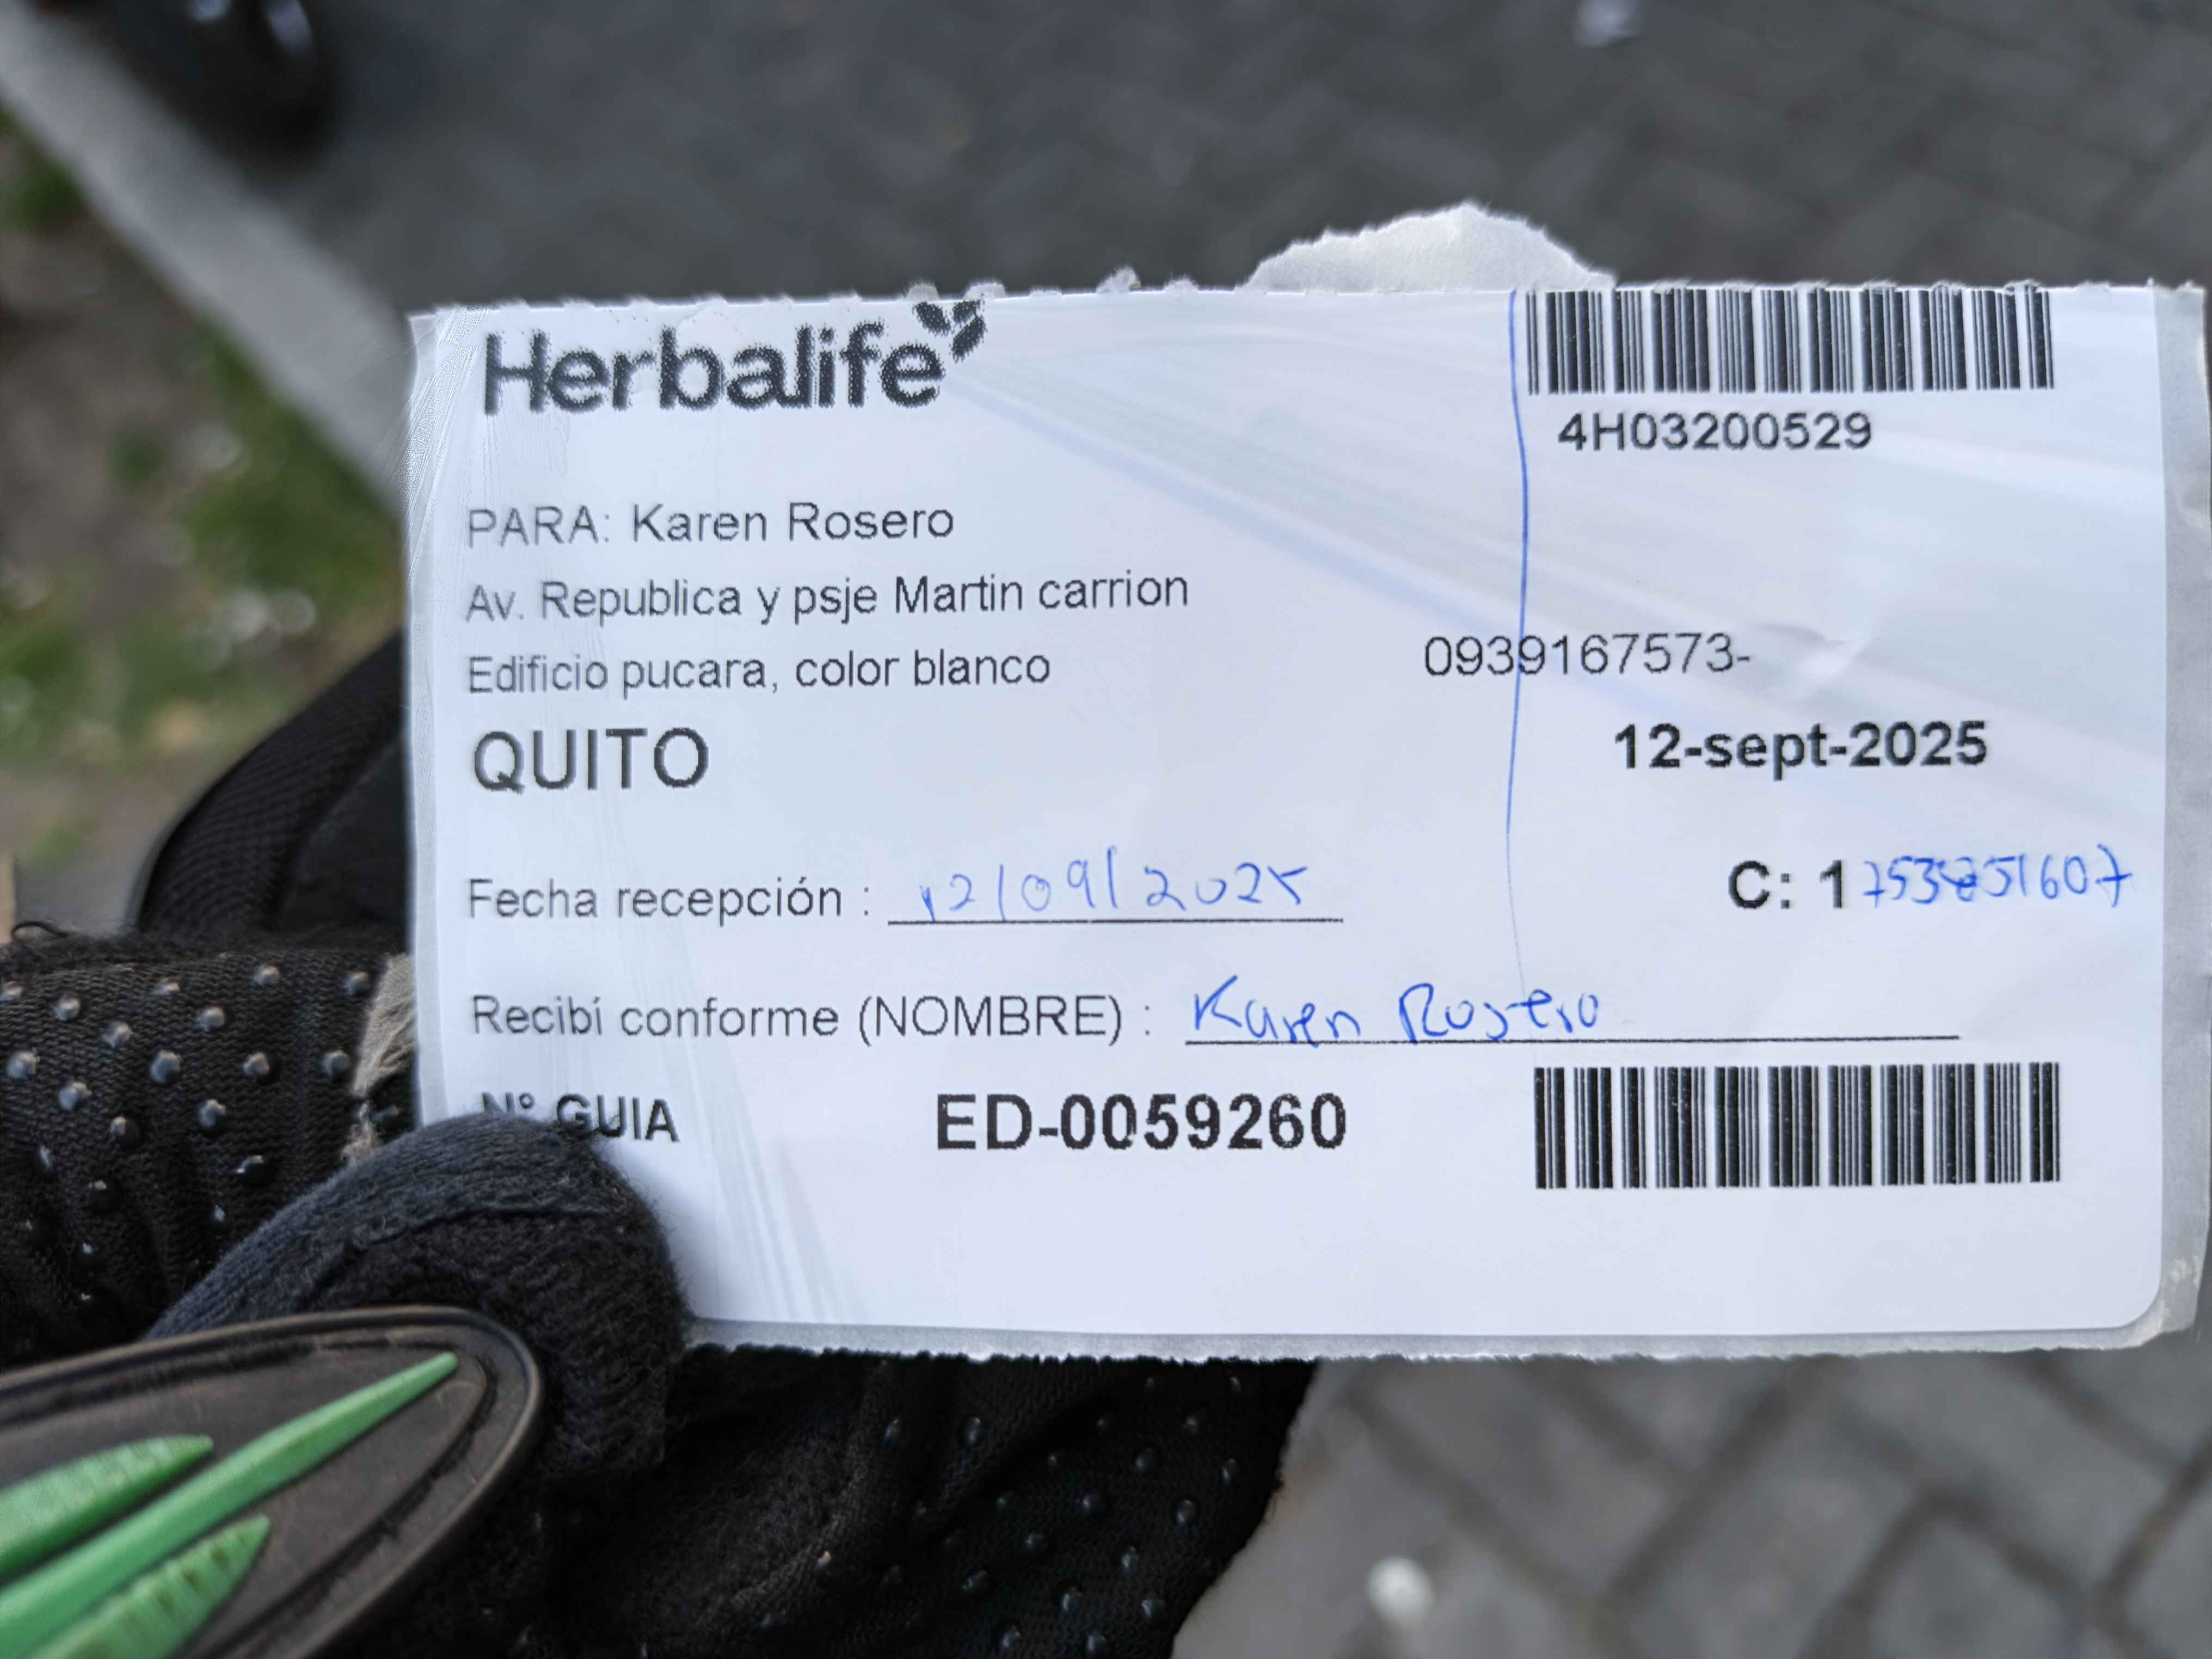 Herbalife
4H03200529
PARA: Karen Rosero
Av. Republica y psje Martin carrion
Edificio pucara, color blanco
0939167573-
QUITO
12-sept-2025
Fecha recepción : 12/09/2025
C: 1
Recibí conforme (NOMBRE) : Karen Rosero
N° GUIA ED-0059260